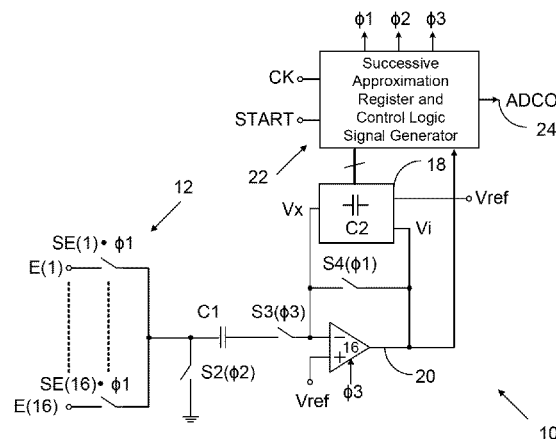 ϕ1 ϕ2 ϕ3
CK
START
Successive
Approximation
Register and
Control Logic
Signal Generator
ADCO
24
22
18
Vref
Vx
C2
Vi
12
SE(1)• ϕ1
E(1)
S4(ϕ1)
C1
S3(ϕ3)
−
16
+
S2(ϕ2)
SE(16)• ϕ1
E(16)
Vref
ϕ3
20
10